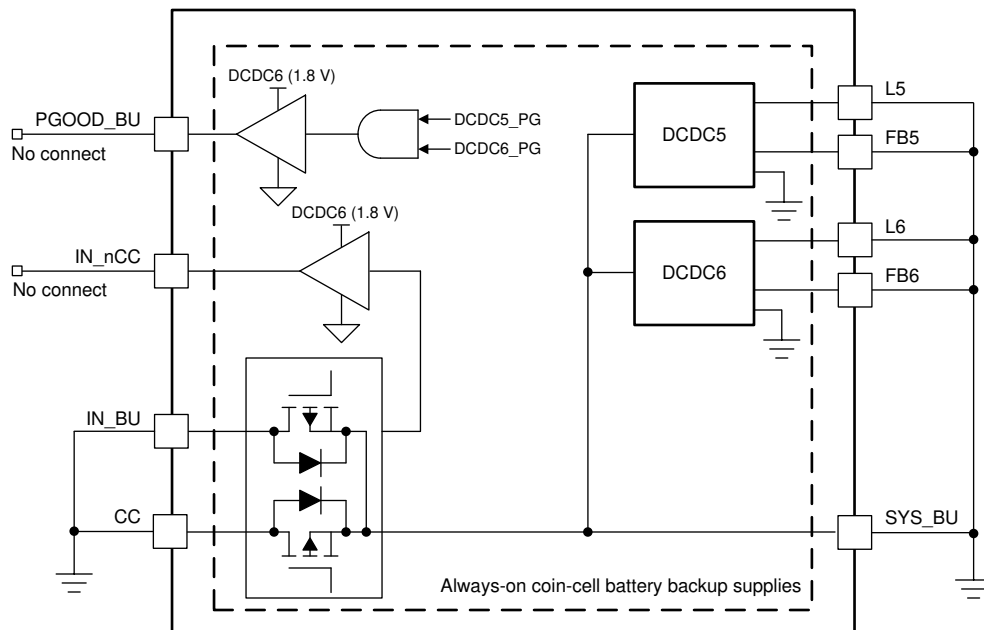 DCDC6 (1.8 V)
PGOOD_BU
No connect
DCDC5_PG
DCDC6_PG
DCDC5
L5
FB5
DCDC6 (1.8 V)
IN_nCC
No connect
DCDC6
L6
FB6
IN_BU
CC
SYS_BU
Always-on coin-cell battery backup supplies